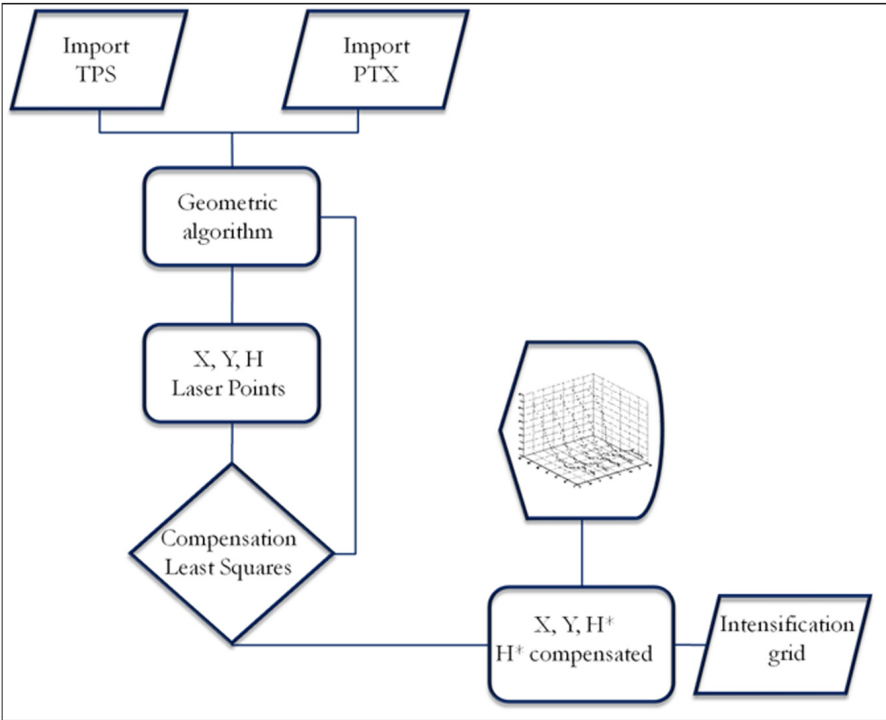 Import
TPS
Import
PTX
Geometric
algorithm
X, Y, H
Laser Points
Compensation
Least Squares
X, Y, H*
H* compensated
Intensification
grid